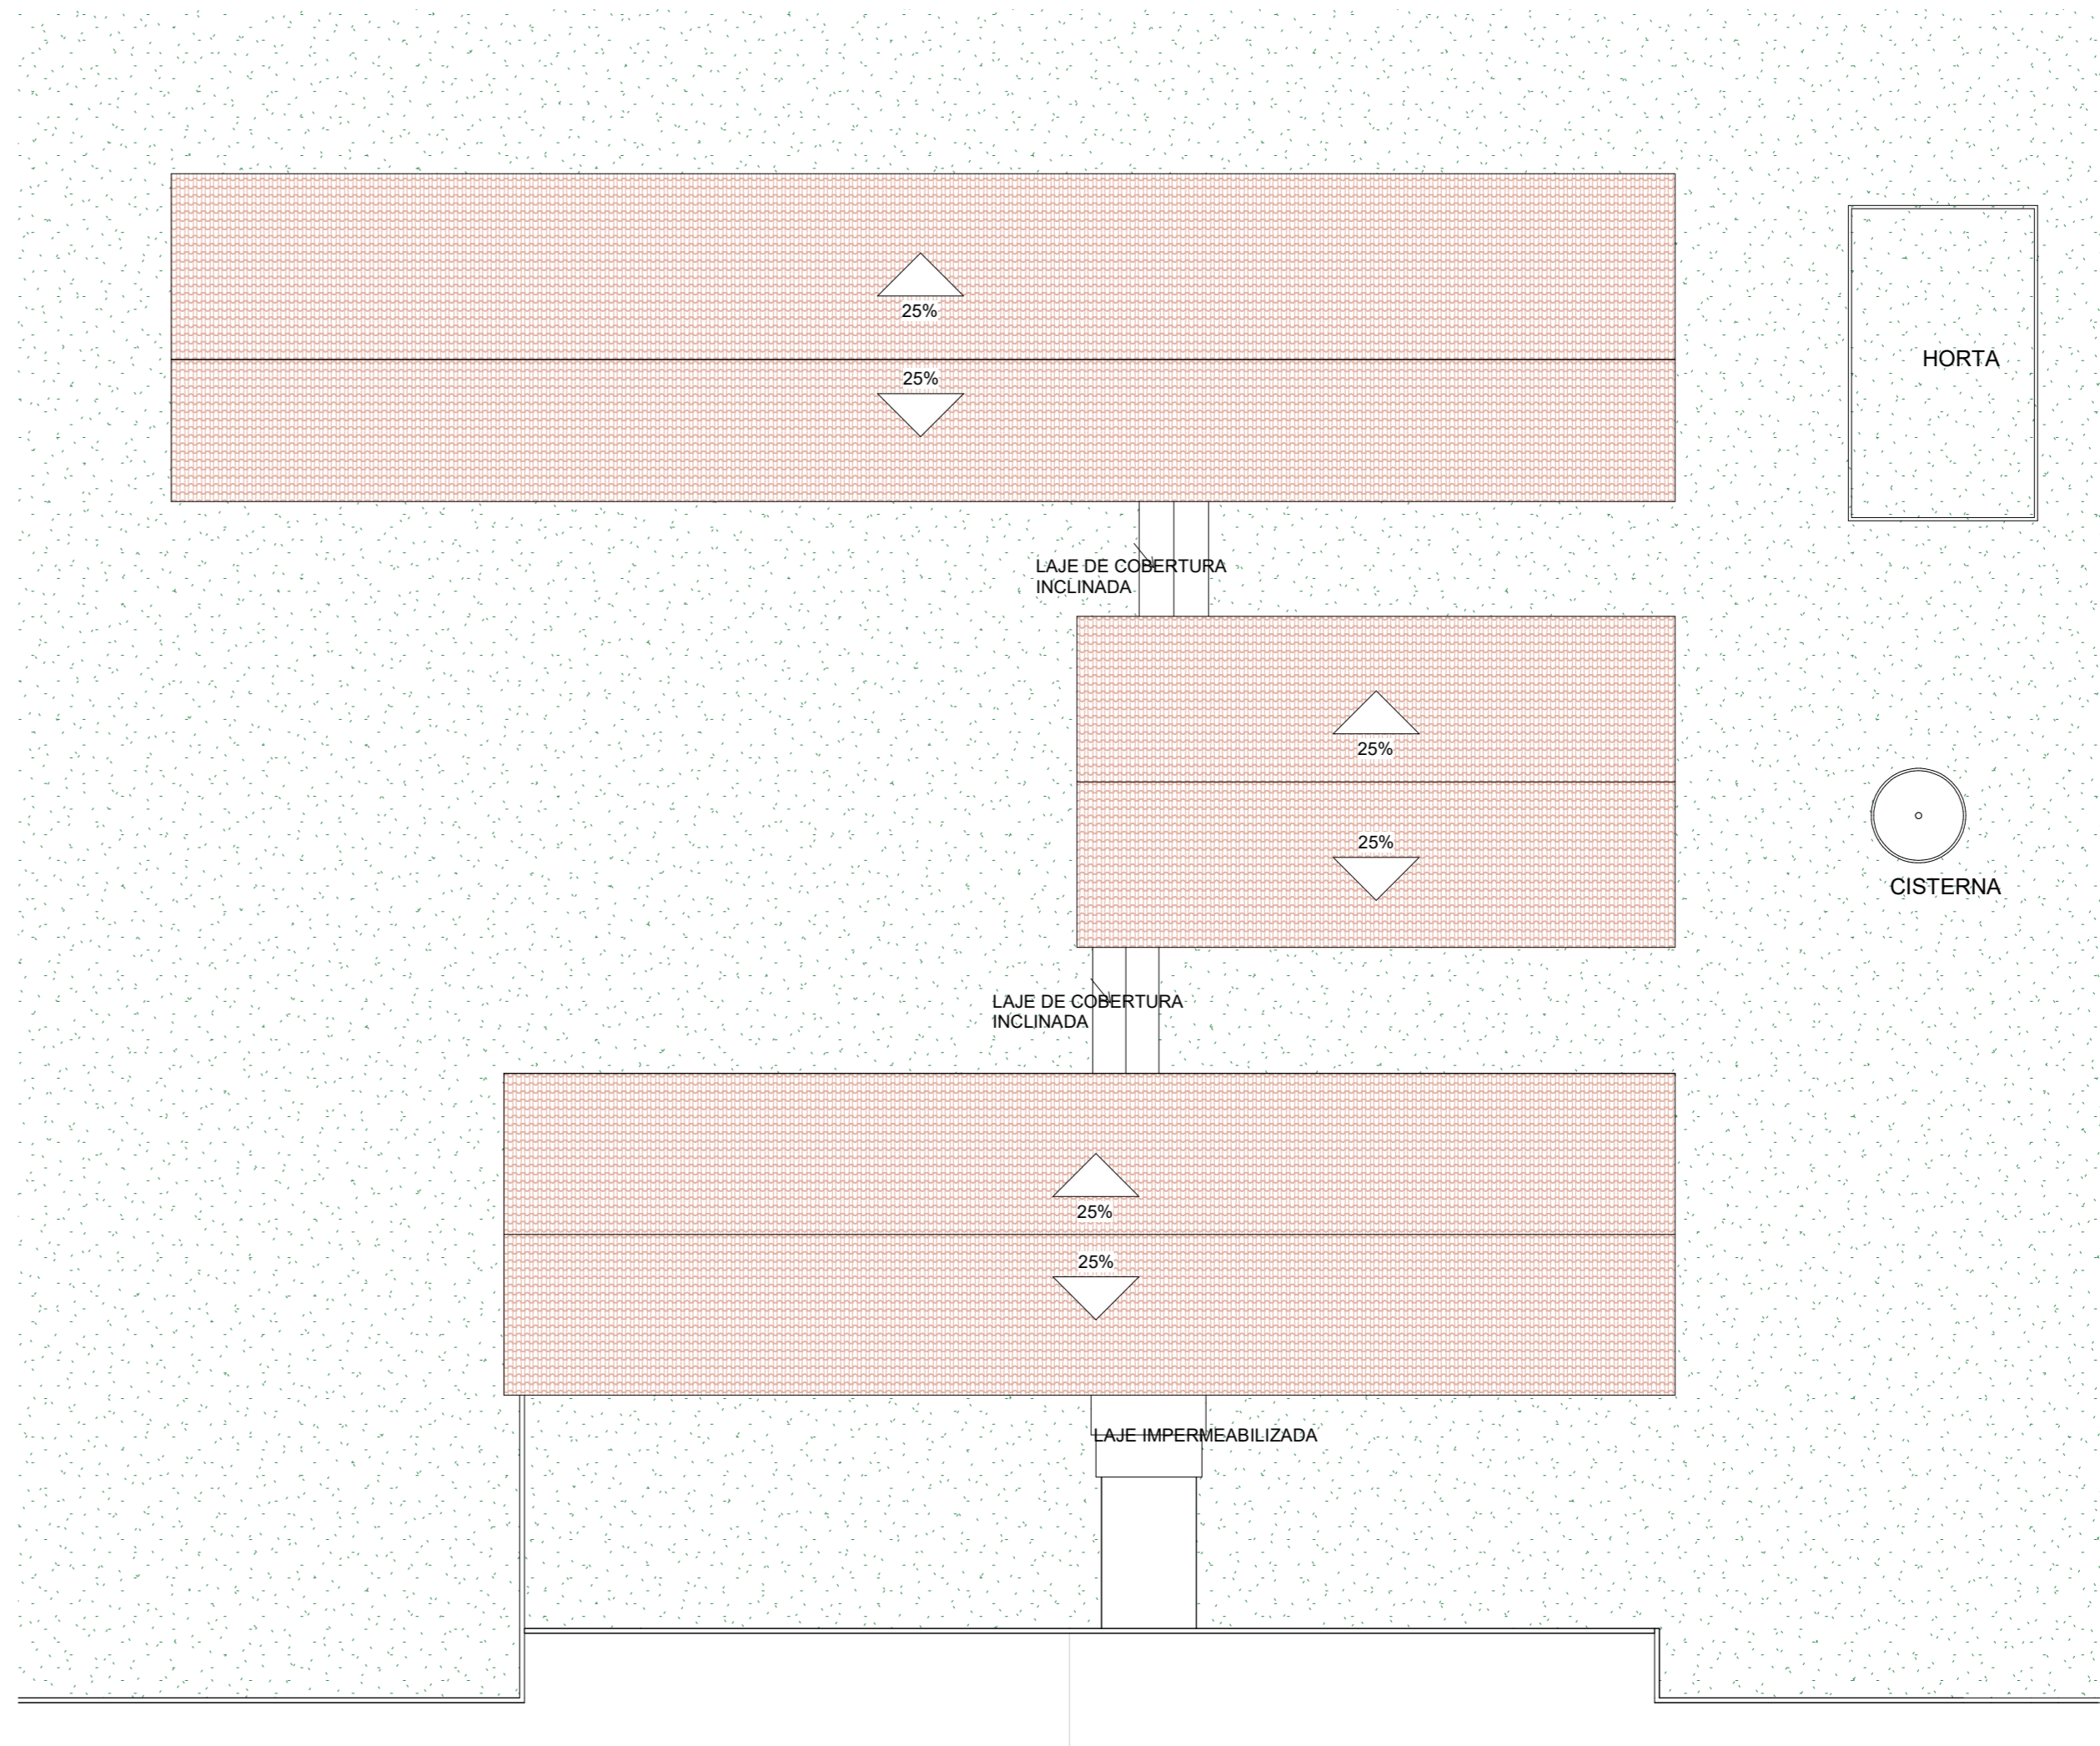 25%
25%
HORTA
LAJE DE COBERTURA
INCLINADA
25%
25%
CISTERNA
LAJE DE COBERTURA
INCLINADA
25%
25%
LAJE IMPERMEABILIZADA